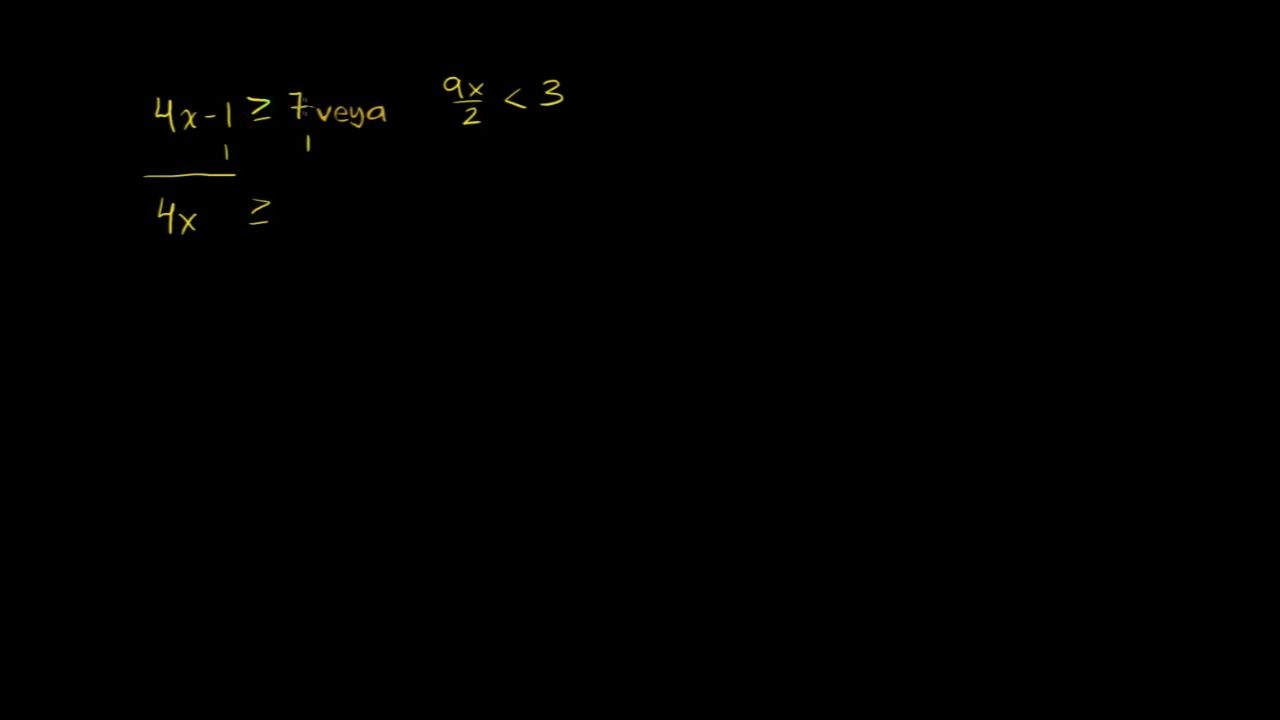 4x-1 ≥ 7 veya 9x/2 < 3
1 1
4x ≥